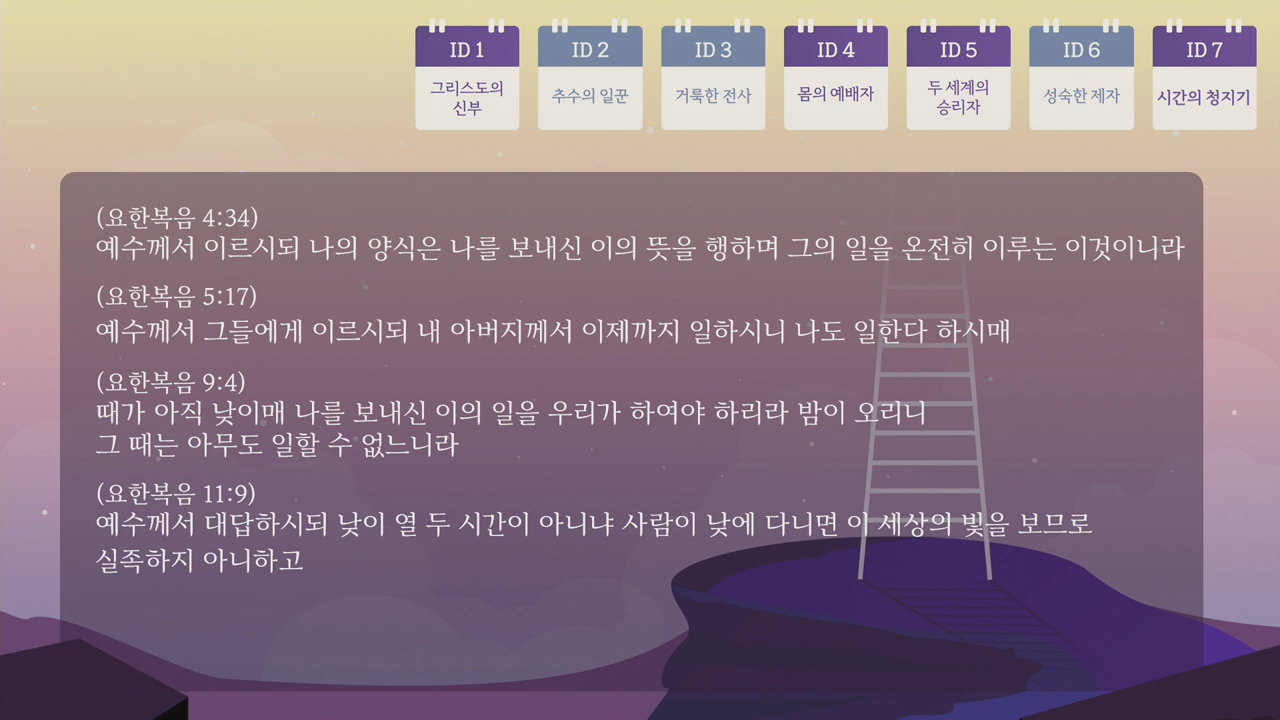 ID 1
그리스도의
신부
ID 2
추수의 일꾼
ID 3
거룩한 전사
ID 4
몸의 예배자
ID 5
두 세계의
승리자
ID 6
성숙한 제자
ID 7
시간의 청지기
(요한복음 4:34)
예수께서 이르시되 나의 양식은 나를 보내신 이의 뜻을 행하며 그의 일을 온전히 이루는 이것이니라
(요한복음 5:17)
예수께서 그들에게 이르시되 내 아버지께서 이제까지 일하시니 나도 일한다 하시매
(요한복음 9:4)
때가 아직 낮이매 나를 보내신 이의 일을 우리가 하여야 하리라 밤이 오리니
그 때는 아무도 일할 수 없느니라
(요한복음 11:9)
예수께서 대답하시되 낮이 열 두 시간이 아니냐 사람이 낮에 다니면 이 세상의 빛을 보므로
실족하지 아니하고